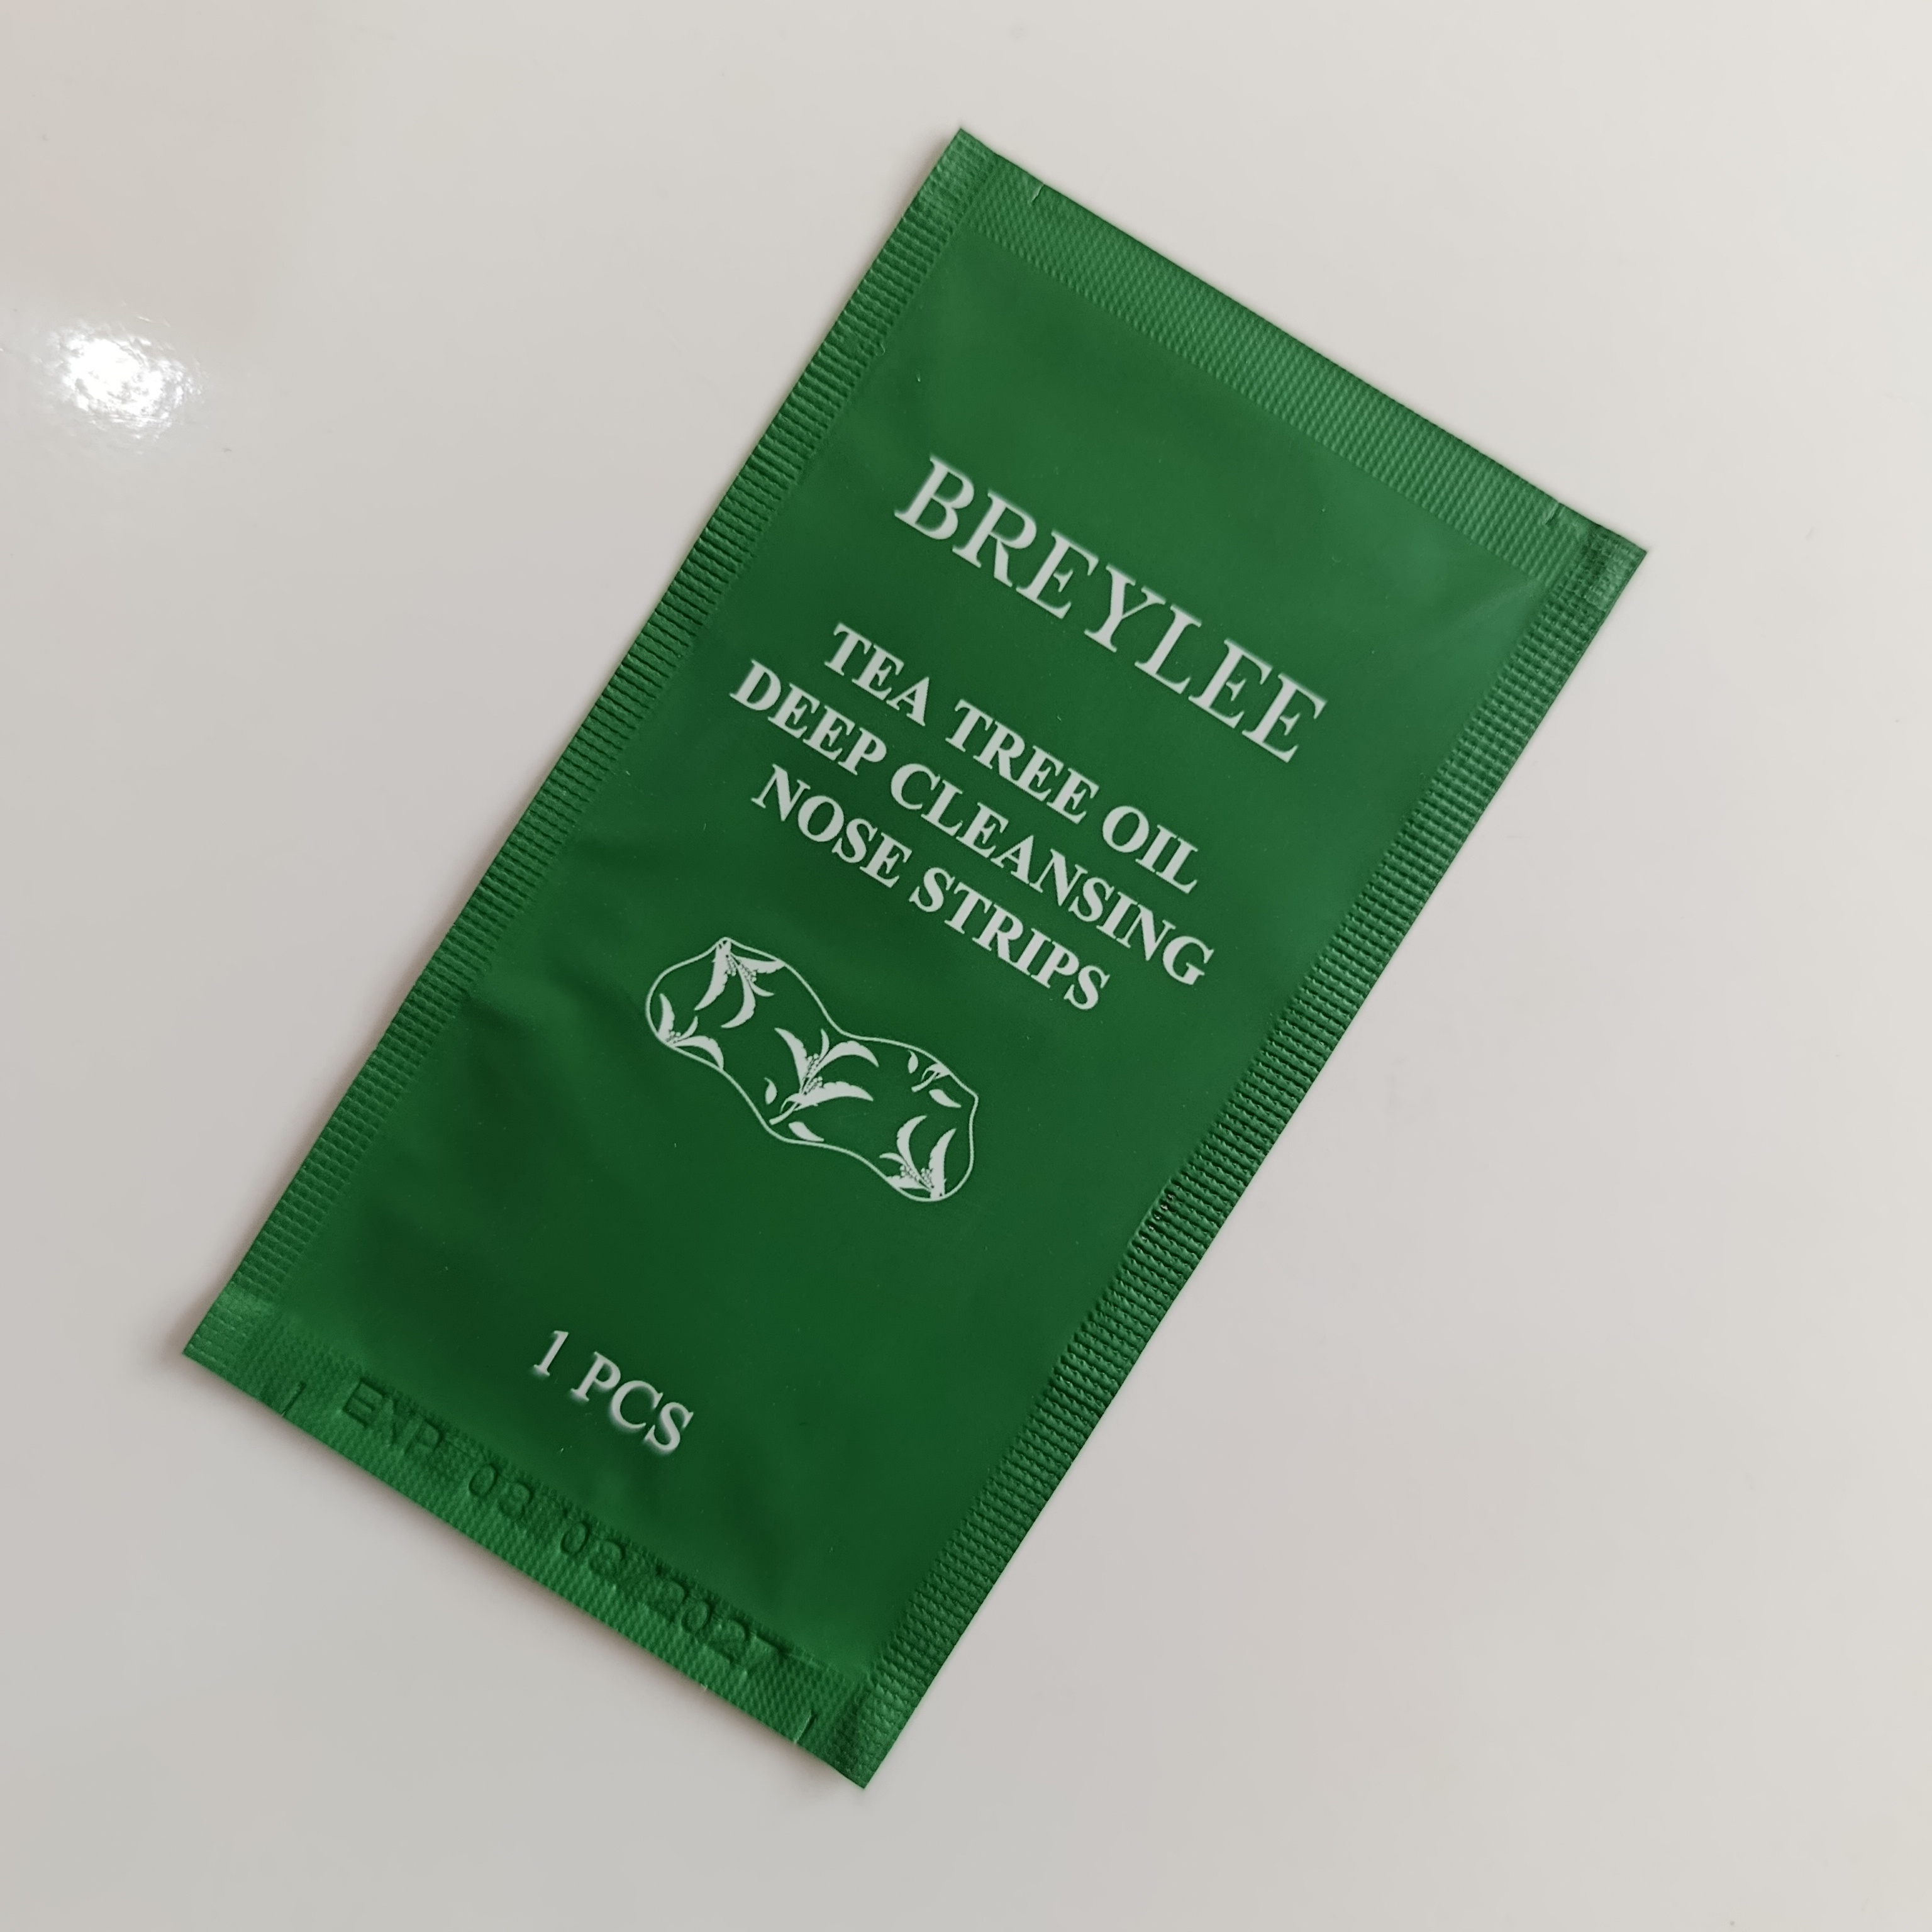 BREYLEE
TEA TREE OIL
DEEP CLEANSING
NOSE STRIPS
1 PCS
EXP 03/03/2027